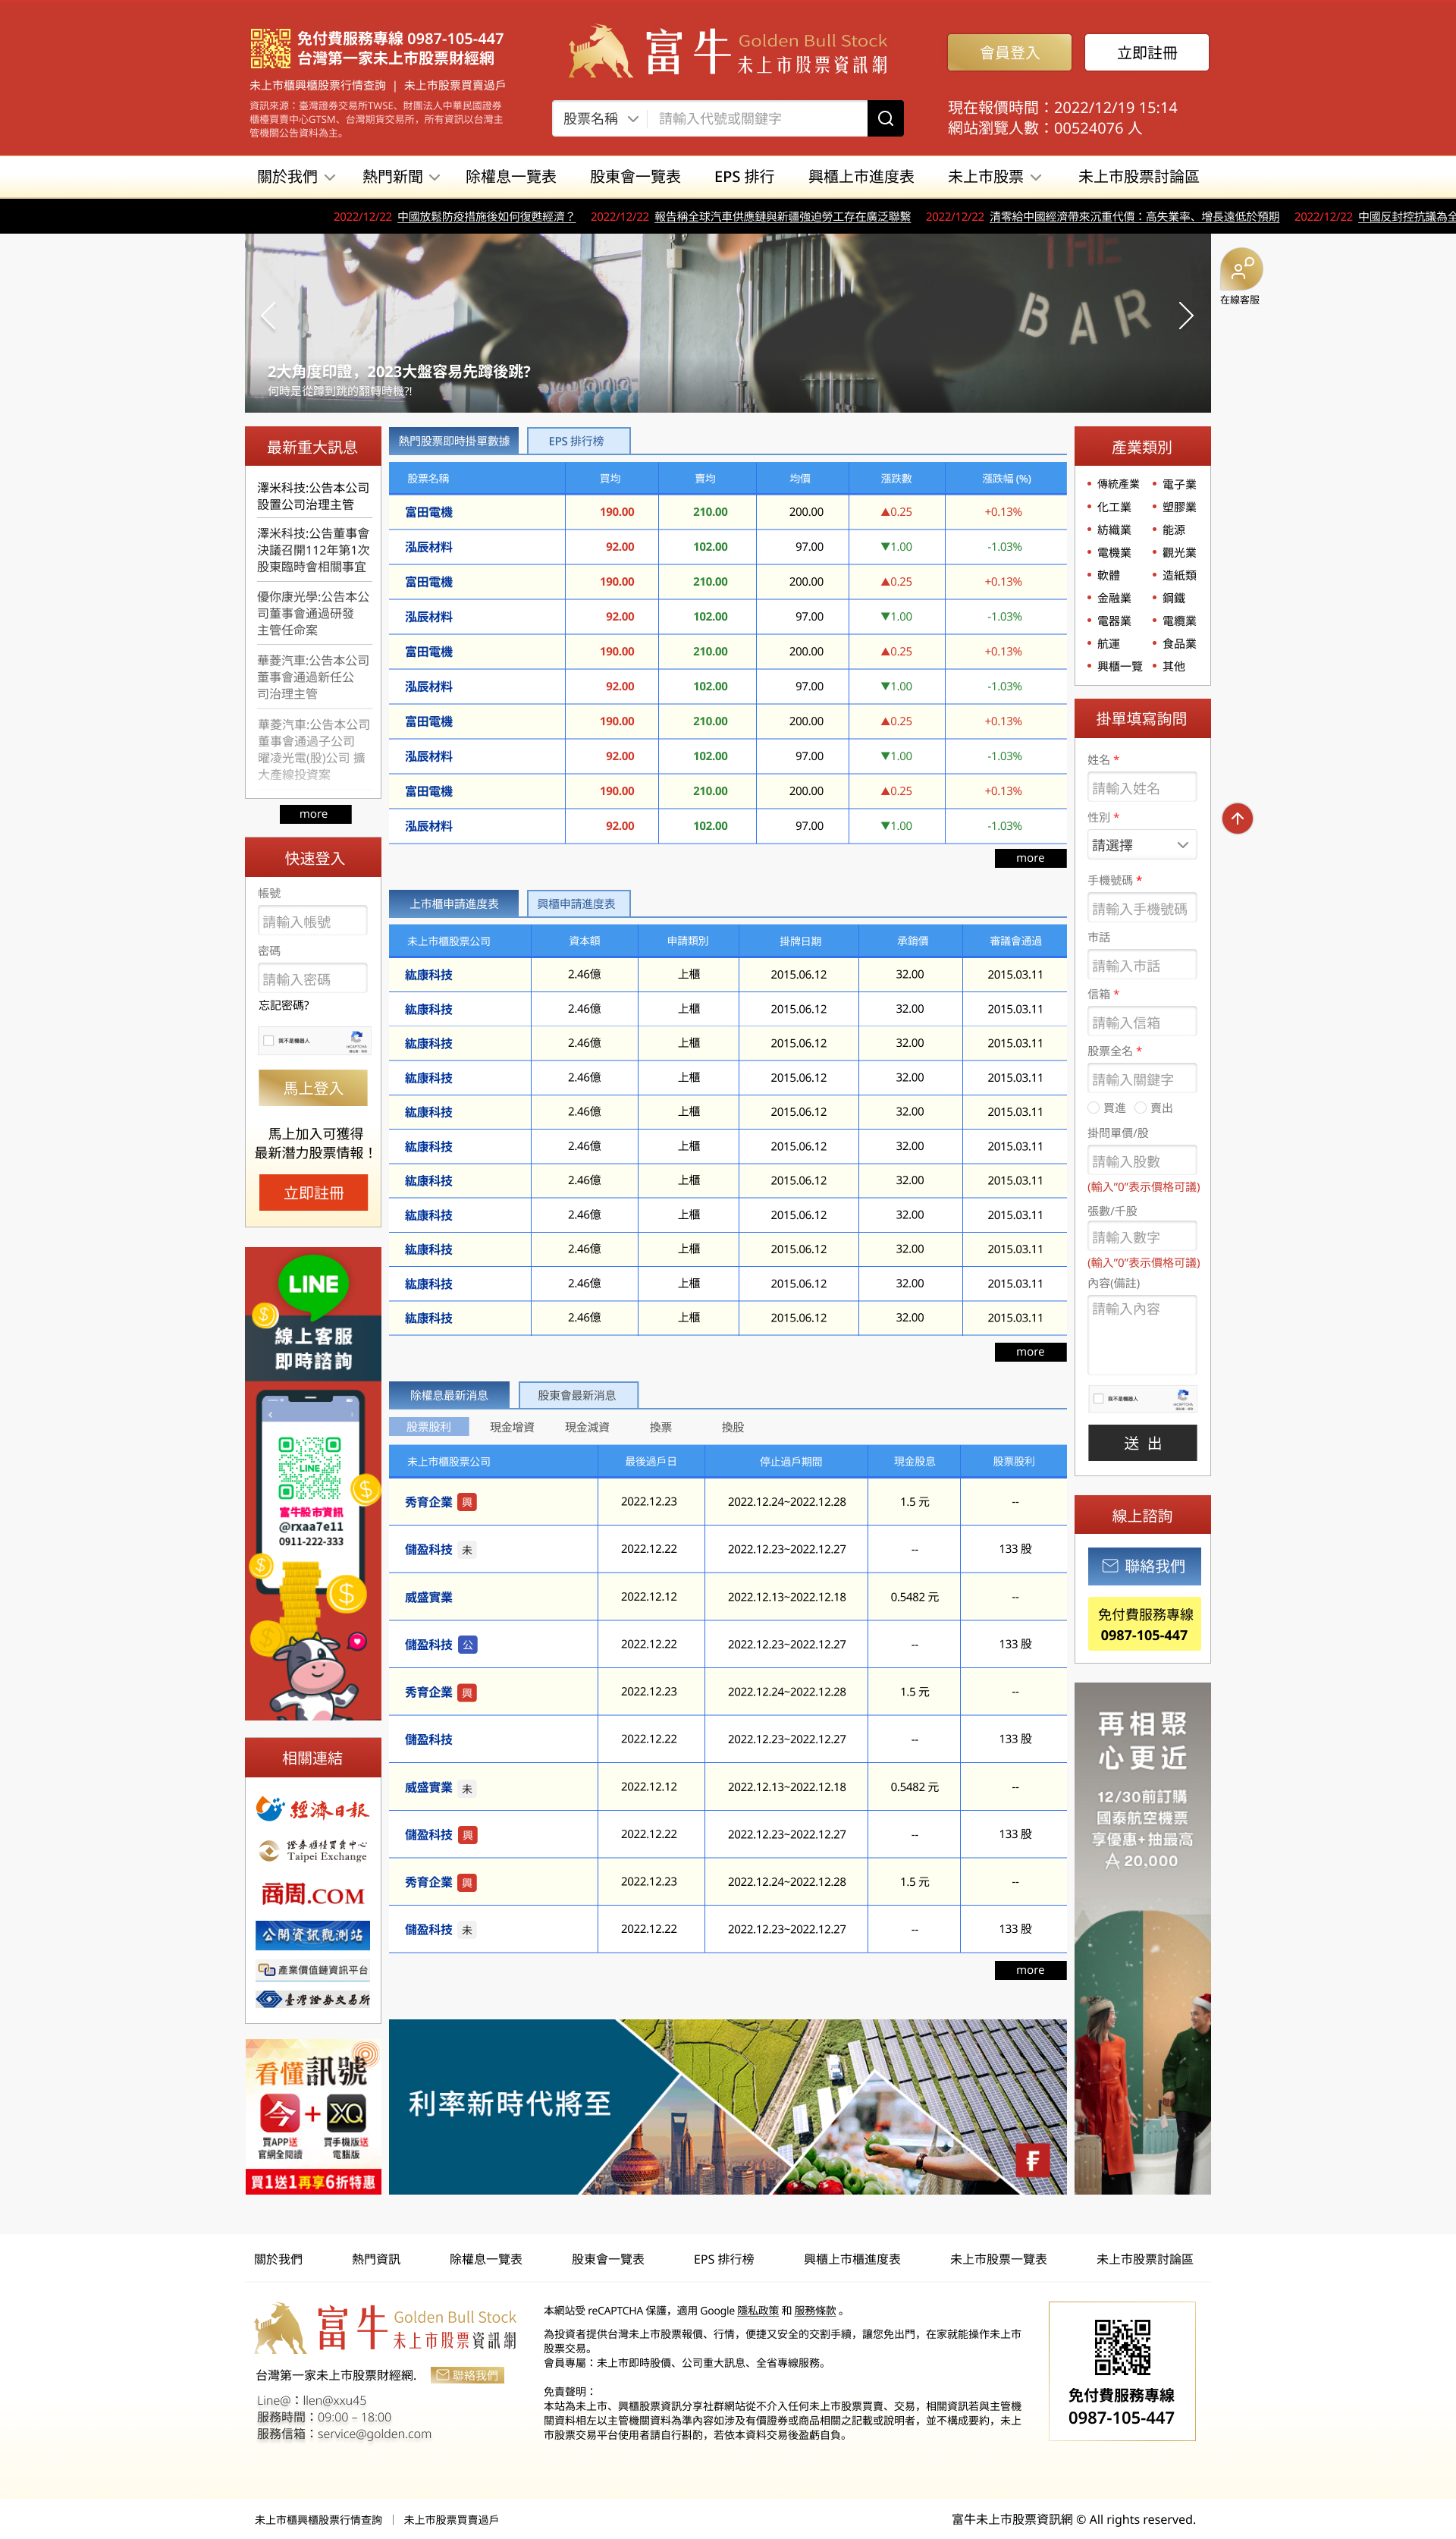 免付費服務專線 0987-105-447
台灣第一家未上市股票財經網
未上市櫃興櫃股票行情查詢 | 未上市股票買賣過戶
資訊來源：臺灣證券交易所TWSE、財團法人中華民國證券
櫃檯買賣中心GTSM、台灣期貨交易所，所有資訊以台灣主
管機關公告資料為主。
富牛 Golden Bull Stock
未上市股票資訊網
股票名稱 請輸入代號或關鍵字
會員登入 立即註冊
現在報價時間：2022/12/19 15:14
網站瀏覽人數：00524076 人
關於我們 熱門新聞 除權息一覽表 股東會一覽表 EPS 排行 興櫃上市進度表 未上市股票 未上市股票討論區
2022/12/22 中國放鬆防疫措施後如何復甦經濟？ 2022/12/22 報告稱全球汽車供應鏈與新疆強迫勞工存在廣泛聯繫 2022/12/22 清零給中國經濟帶來沉重代價：高失業率、增長遠低於預期 2022/12/22 中國反封控抗議為全
THE
BAR
2大角度印證，2023大盤容易先蹲後跳?
何時是從蹲到跳的翻轉時機?!
在線客服
最新重大訊息
澤米科技:公告本公司
設置公司治理主管
澤米科技:公告董事會
決議召開112年第1次
股東臨時會相關事宜
優你康光學:公告本公
司董事會通過研發
主管任命案
華菱汽車:公告本公司
董事會通過新任公
司治理主管
華菱汽車:公告本公司
董事會通過子公司
曜凌光電(股)公司 擴
大產線投資案
more
快速登入
帳號
請輸入帳號
密碼
請輸入密碼
忘記密碼?
我不是機器人
reCAPTCHA
馬上登入
馬上加入可獲得
最新潛力股票情報！
立即註冊
LINE
線上客服
即時諮詢
LINE
富牛股市資訊
@rxaa7e11
0911-222-333
相關連結
經濟日報
證券櫃檯買賣中心
Taipei Exchange
商周.COM
公開資訊觀測站
產業價值鏈資訊平台
臺灣證券交易所
看懂訊號
今+XQ
買APP送 買手機版送
官網全閱讀 電腦版
買1送1再享6折特惠
熱門股票即時掛單數據 EPS 排行榜
股票名稱 買均 賣均 均價 漲跌數 漲跌幅 (%)
富田電機 190.00 210.00 200.00 ▲0.25 +0.13%
泓辰材料 92.00 102.00 97.00 ▼1.00 -1.03%
富田電機 190.00 210.00 200.00 ▲0.25 +0.13%
泓辰材料 92.00 102.00 97.00 ▼1.00 -1.03%
富田電機 190.00 210.00 200.00 ▲0.25 +0.13%
泓辰材料 92.00 102.00 97.00 ▼1.00 -1.03%
富田電機 190.00 210.00 200.00 ▲0.25 +0.13%
泓辰材料 92.00 102.00 97.00 ▼1.00 -1.03%
富田電機 190.00 210.00 200.00 ▲0.25 +0.13%
泓辰材料 92.00 102.00 97.00 ▼1.00 -1.03%
more
上市櫃申請進度表 興櫃申請進度表
未上市櫃股票公司 資本額 申請類別 掛牌日期 承銷價 審議會通過
紘康科技 2.46億 上櫃 2015.06.12 32.00 2015.03.11
紘康科技 2.46億 上櫃 2015.06.12 32.00 2015.03.11
紘康科技 2.46億 上櫃 2015.06.12 32.00 2015.03.11
紘康科技 2.46億 上櫃 2015.06.12 32.00 2015.03.11
紘康科技 2.46億 上櫃 2015.06.12 32.00 2015.03.11
紘康科技 2.46億 上櫃 2015.06.12 32.00 2015.03.11
紘康科技 2.46億 上櫃 2015.06.12 32.00 2015.03.11
紘康科技 2.46億 上櫃 2015.06.12 32.00 2015.03.11
紘康科技 2.46億 上櫃 2015.06.12 32.00 2015.03.11
紘康科技 2.46億 上櫃 2015.06.12 32.00 2015.03.11
紘康科技 2.46億 上櫃 2015.06.12 32.00 2015.03.11
more
除權息最新消息 股東會最新消息
股票股利 現金增資 現金減資 換票 換股
未上市櫃股票公司 最後過戶日 停止過戶期間 現金股息 股票股利
秀育企業 興 2022.12.23 2022.12.24~2022.12.28 1.5 元 --
儲盈科技 未 2022.12.22 2022.12.23~2022.12.27 -- 133 股
威盛實業 2022.12.12 2022.12.13~2022.12.18 0.5482 元 --
儲盈科技 公 2022.12.22 2022.12.23~2022.12.27 -- 133 股
秀育企業 興 2022.12.23 2022.12.24~2022.12.28 1.5 元 --
儲盈科技 2022.12.22 2022.12.23~2022.12.27 -- 133 股
威盛實業 未 2022.12.12 2022.12.13~2022.12.18 0.5482 元 --
儲盈科技 興 2022.12.22 2022.12.23~2022.12.27 -- 133 股
秀育企業 興 2022.12.23 2022.12.24~2022.12.28 1.5 元 --
儲盈科技 未 2022.12.22 2022.12.23~2022.12.27 -- 133 股
more
利率新時代將至
產業類別
傳統產業 電子業
化工業 塑膠業
紡織業 能源
電機業 觀光業
軟體 造紙類
金融業 鋼鐵
電器業 電纜業
航運 食品業
興櫃一覽 其他
掛單填寫詢問
姓名 *
請輸入姓名
性別 *
請選擇
手機號碼 *
請輸入手機號碼
市話
請輸入市話
信箱 *
請輸入信箱
股票全名 *
請輸入關鍵字
買進 賣出
掛問單價/股
請輸入股數
(輸入"0"表示價格可議)
張數/千股
請輸入數字
(輸入"0"表示價格可議)
內容(備註)
請輸入內容
我不是機器人
reCAPTCHA
送 出
線上諮詢
聯絡我們
免付費服務專線
0987-105-447
再相聚
心更近
12/30前訂購
國泰航空機票
享優惠+抽最高
20,000
關於我們 熱門資訊 除權息一覽表 股東會一覽表 EPS 排行榜 興櫃上市櫃進度表 未上市股票一覽表 未上市股票討論區
富牛 Golden Bull Stock
未上市股票資訊網
台灣第一家未上市股票財經網. 聯絡我們
Line@：llen@xxu45
服務時間：09:00 – 18:00
服務信箱：service@golden.com
本網站受 reCAPTCHA 保護，適用 Google 隱私政策 和 服務條款 。
為投資者提供台灣未上市股票報價、行情，便捷又安全的交割手續，讓您免出門，在家就能操作未上市
股票交易。
會員專屬：未上市即時股價、公司重大訊息、全省專線服務。
免責聲明：
本站為未上市、興櫃股票資訊分享社群網站從不介入任何未上市股票買賣、交易，相關資訊若與主管機
關資料相左以主管機關資料為準內容如涉及有價證券或商品相關之記載或說明者，並不構成要約，未上
市股票交易平台使用者請自行斟酌，若依本資料交易後盈虧自負。
免付費服務專線
0987-105-447
未上市櫃興櫃股票行情查詢 | 未上市股票買賣過戶
富牛未上市股票資訊網 © All rights reserved.